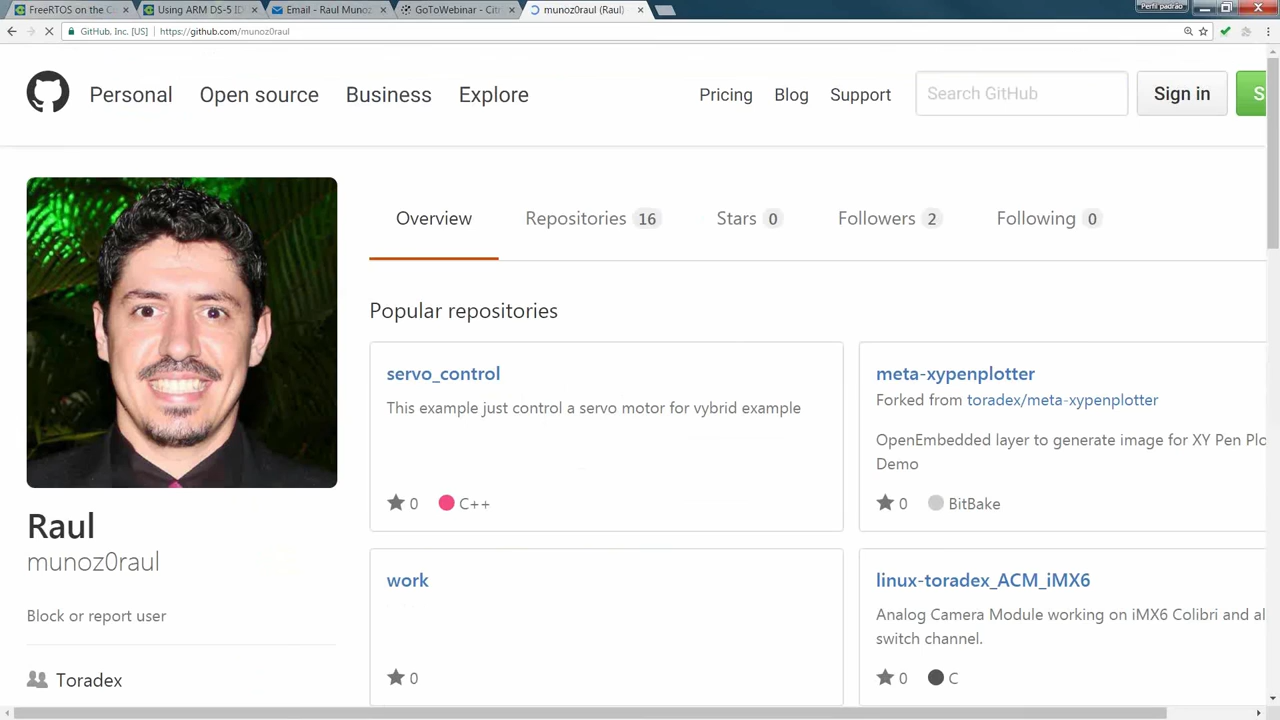 FreeRTOS on the C
Using ARM DS-5 ID
Email - Raul Munoz
GoToWebinar - Citr
munoz0raul (Raul)
Perfil padrão
GitHub, Inc. [US] https://github.com/munoz0raul
Personal Open source Business Explore Pricing Blog Support Search GitHub Sign in S
Overview Repositories 16 Stars 0 Followers 2 Following 0
Popular repositories
servo_control
This example just control a servo motor for vybrid example
0 C++
meta-xypenplotter
Forked from toradex/meta-xypenplotter
OpenEmbedded layer to generate image for XY Pen Plo
Demo
0 BitBake
Raul
munoz0raul
Block or report user
Toradex
work
0
linux-toradex_ACM_iMX6
Analog Camera Module working on iMX6 Colibri and al
switch channel.
0 C